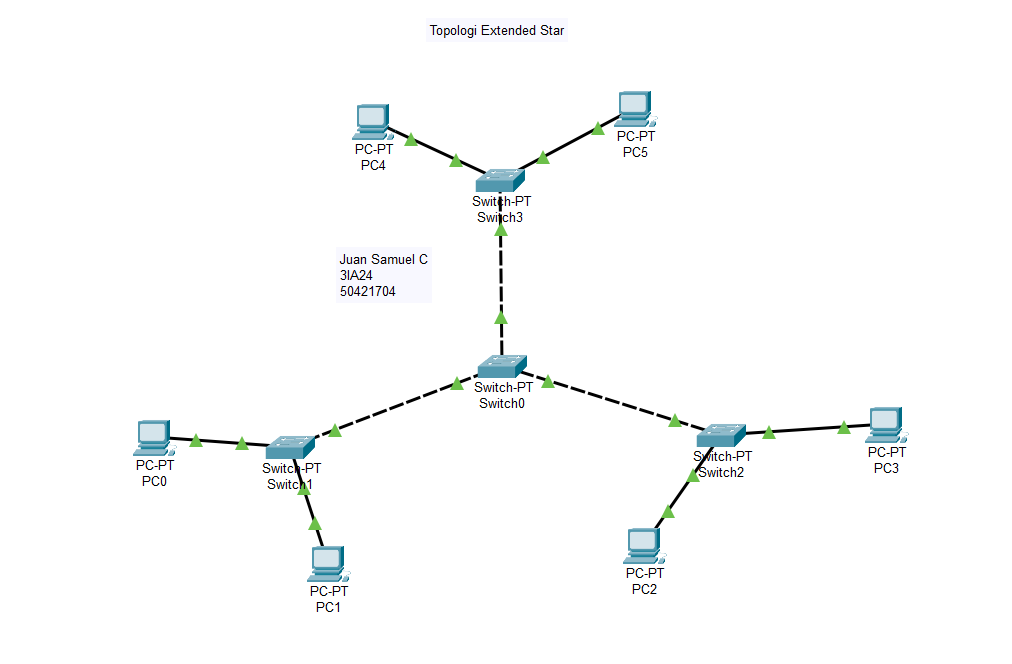 Topologi Extended Star
PC-PT
PC4
PC-PT
PC5
Switch-PT
Switch3
Juan Samuel C
3IA24
50421704
Switch-PT
Switch0
PC-PT
PC0
Switch-PT
Switch1
Switch-PT
Switch2
PC-PT
PC3
PC-PT
PC1
PC-PT
PC2